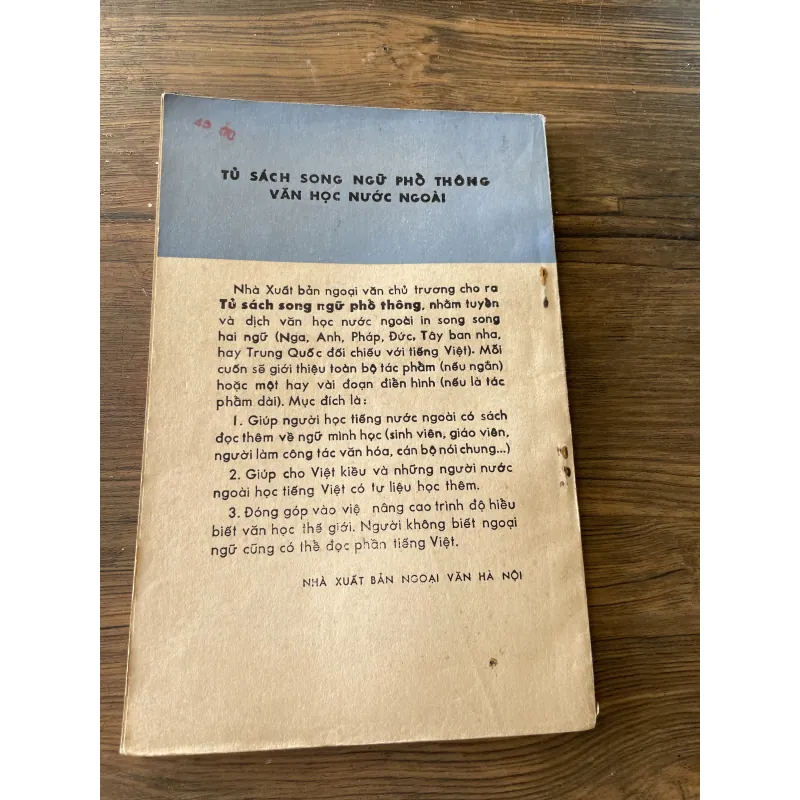 45 00
TỦ SÁCH SONG NGỮ PHỔ THÔNG
VĂN HỌC NƯỚC NGOÀI
Nhà Xuất bản ngoại văn chủ trương cho ra
Tủ sách song ngữ phổ thông, nhằm tuyển
và dịch văn học nước ngoài in song song
hai ngữ (Nga, Anh, Pháp, Đức, Tây ban nha,
hay Trung Quốc đối chiếu với tiếng Việt). Mỗi
cuốn sẽ giới thiệu toàn bộ tác phẩm (nếu ngắn)
hoặc một hay vài đoạn điển hình (nếu là tác
phẩm dài). Mục đích là:
1. Giúp người học tiếng nước ngoài có sách
đọc thêm về ngữ mình học (sinh viên, giáo viên,
người làm công tác văn hóa, cán bộ nói chung...)
2. Giúp cho Việt kiều và những người nước
ngoài học tiếng Việt có tư liệu học thêm.
3. Đóng góp vào việ nâng cao trình độ hiểu
biết văn học thế giới. Người không biết ngoại
ngữ cũng có thể đọc phần tiếng Việt.
NHÀ XUẤT BẢN NGOẠI VĂN HÀ NỘI